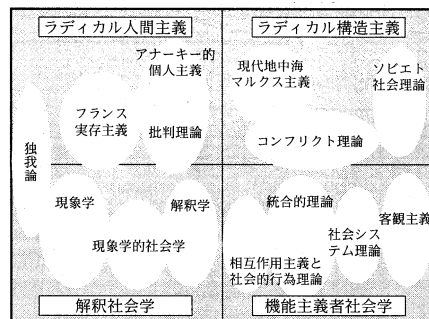 ラディカル人間主義
ラディカル構造主義
アナーキー的
個人主義
フランス
実存主義
批判理論
現代地中海
マルクス主義
ソビエト
社会理論
コンフリクト理論
独我論
現象学
解釈学
現象学的社会学
統合的理論
客観主義
社会シス
テム理論
相互作用主義と
社会的行為理論
解釈社会学
機能主義者社会学